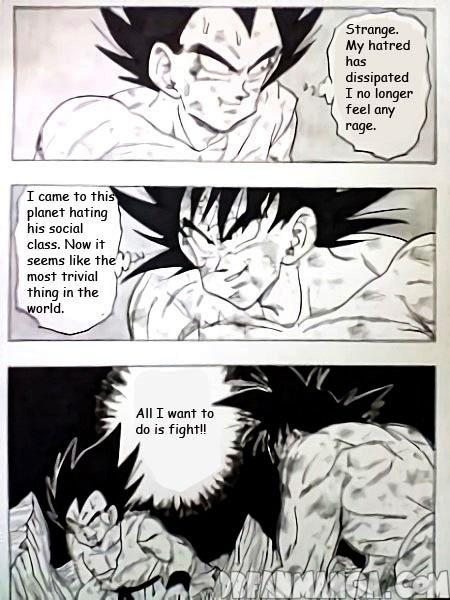 Strange.
My hatred
has
dissipated
I no longer
feel any
rage.
I came to this
planet hating
his social
class. Now it
seems like the
most trivial
thing in the
world.
All I want to
do is fight!!
DBFANMANGA.COM